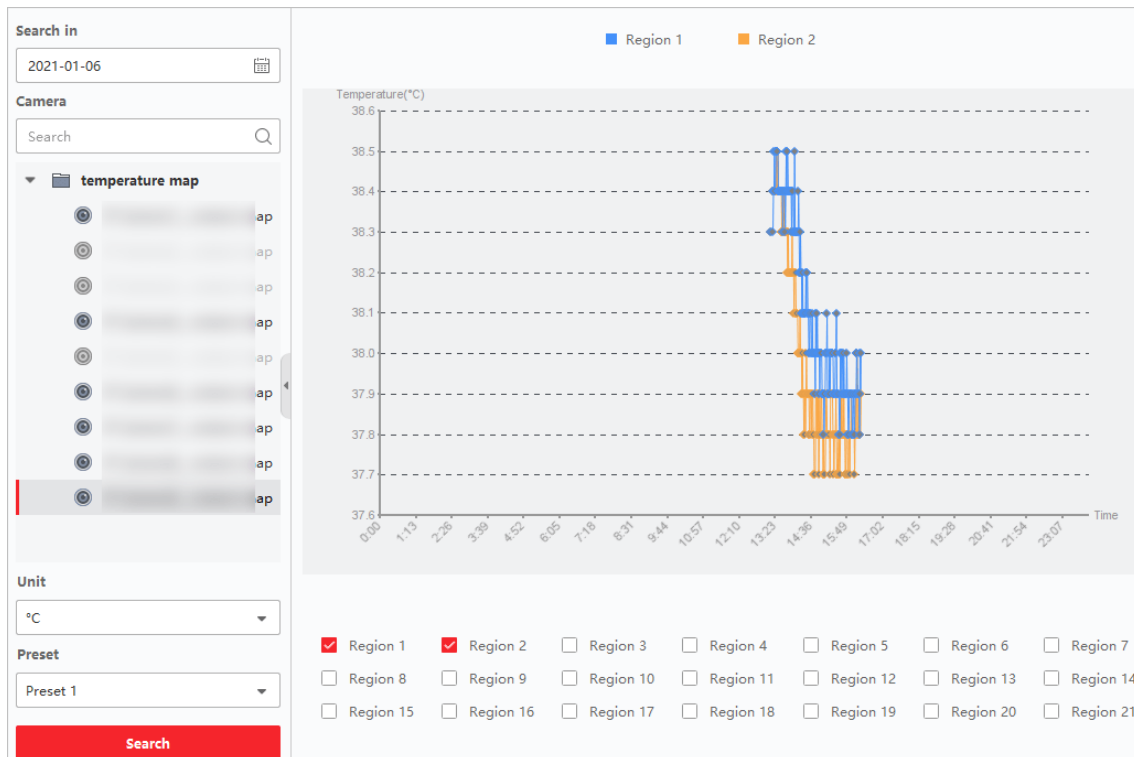 Search in
2021-01-06
Camera
Search
temperature map
ap
ap
ap
ap
ap
ap
ap
ap
ap
Unit
°C
Preset
Preset 1
Search
Region 1 Region 2
Temperature(°C)
38.6
38.5
38.4
38.3
38.2
38.1
38.0
37.9
37.8
37.7
37.6
0:00 1:13 2:26 3:39 4:52 6:05 7:18 8:31 9:44 10:57 12:10 13:23 14:36 15:49 17:02 18:15 19:28 20:41 21:54 23:07 Time
Region 1 Region 2 Region 3 Region 4 Region 5 Region 6 Region 7
Region 8 Region 9 Region 10 Region 11 Region 12 Region 13 Region 14
Region 15 Region 16 Region 17 Region 18 Region 19 Region 20 Region 21